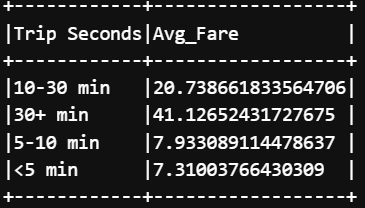 +------------+------------------+
|Trip Seconds|Avg_Fare          |
+------------+------------------+
|10-30 min   |20.738661833564706|
|30+ min     |41.12652431727675 |
|5-10 min    |7.933089114478637 |
|<5 min      |7.31003766430309  |
+------------+------------------+